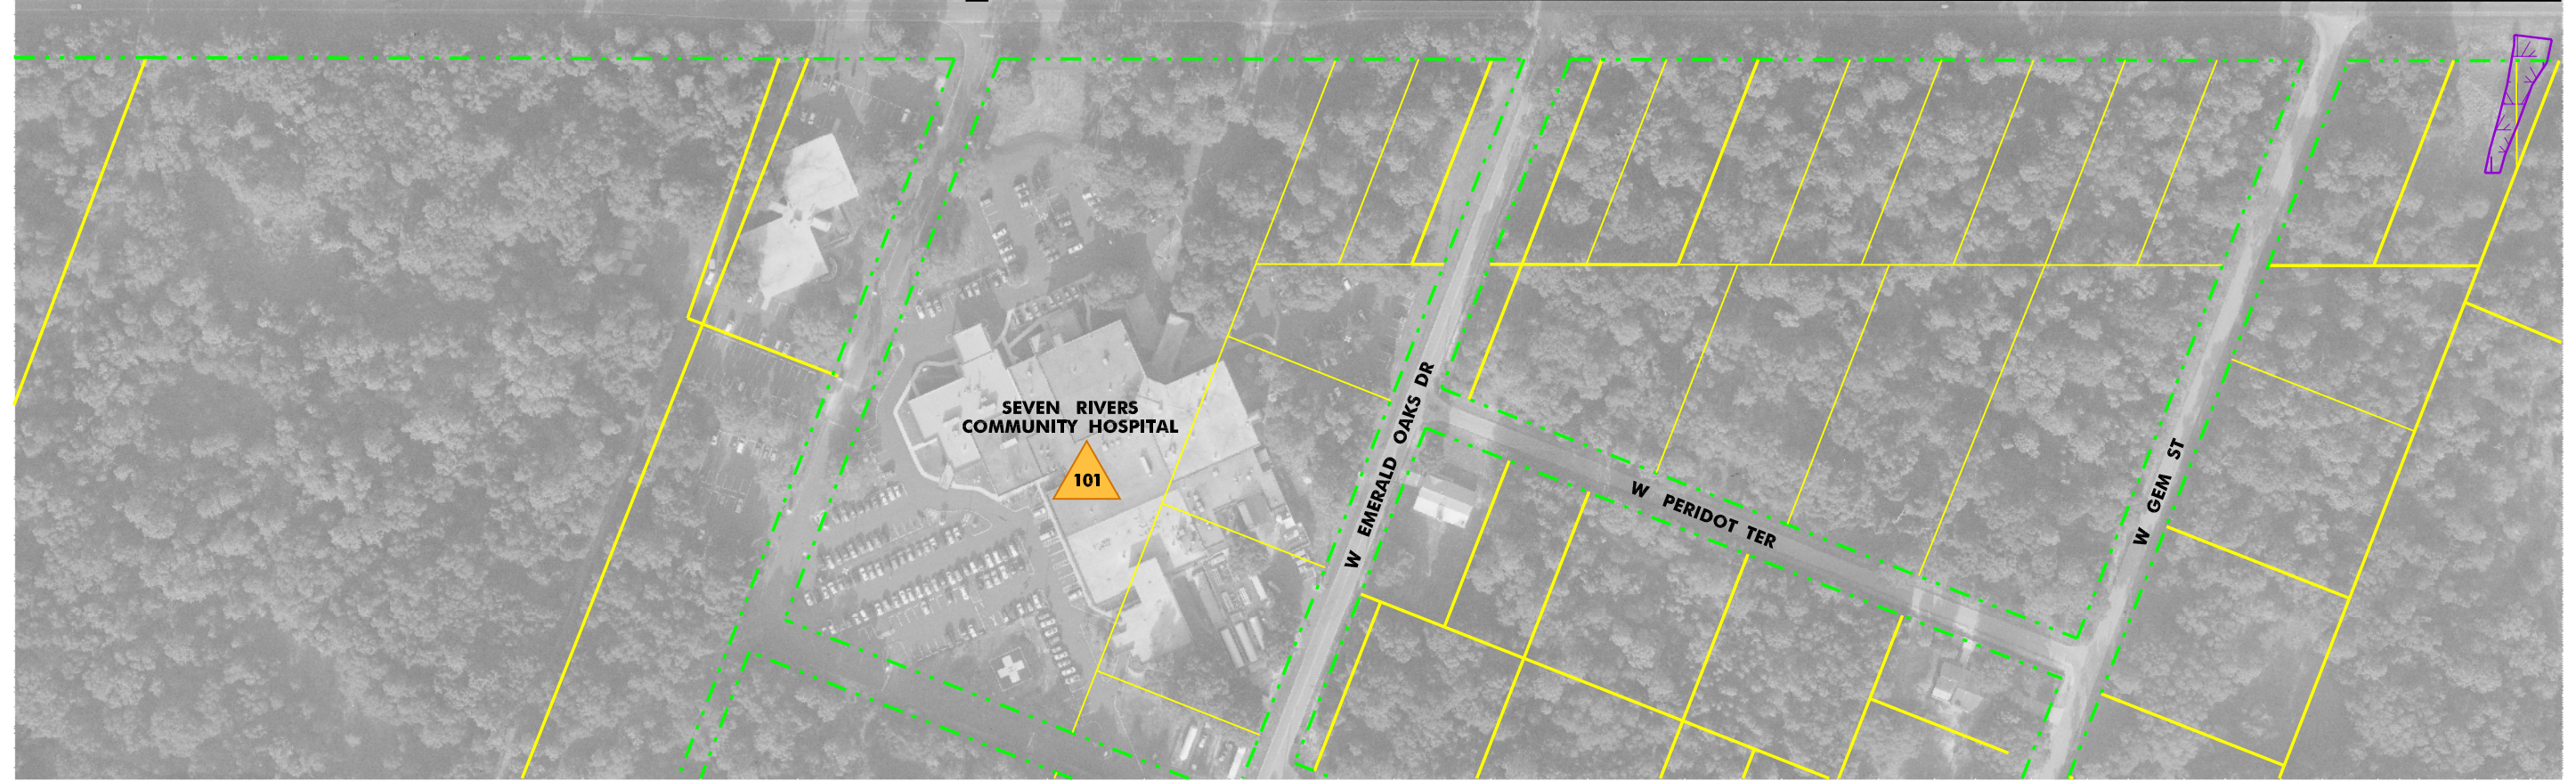 SEVEN RIVERS
COMMUNITY HOSPITAL
101
W EMERALD OAKS DR
W PERIDOT TER
W GEM ST